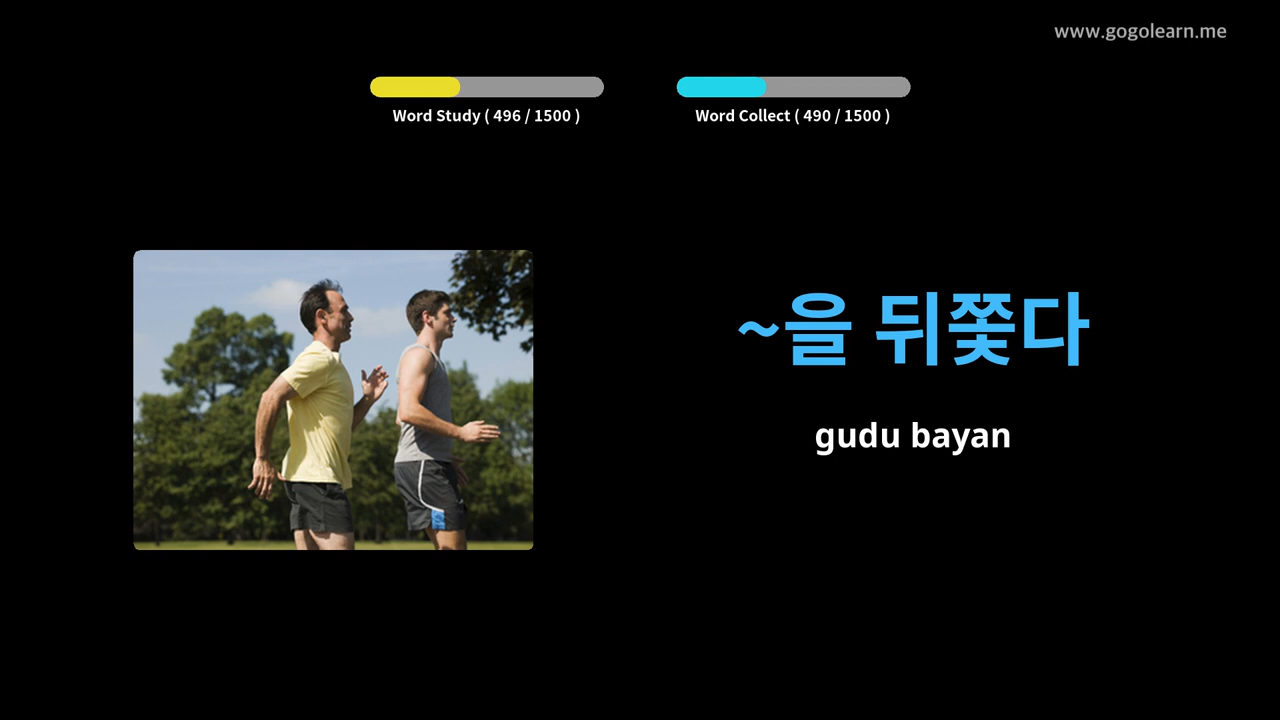 www.gogolearn.me
Word Study ( 496 / 1500 )
Word Collect ( 490 / 1500 )
~을 뒤쫓다
gudu bayan